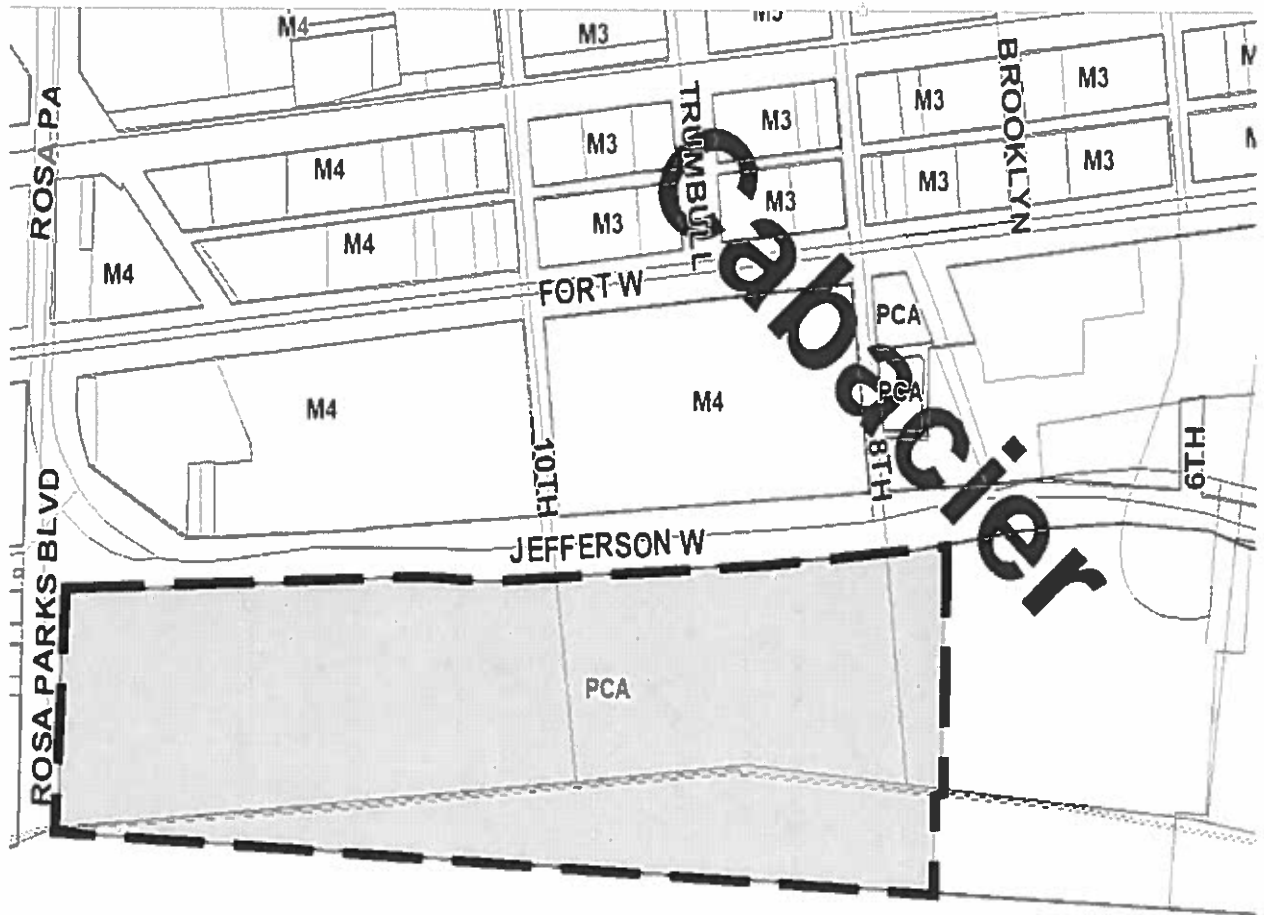 M4
M3
M3
ROSA PA
TRUMBULL
BROOKLYN
M3
M3
M3
M3
M4
M3
M3
M3
M3
M4
M4
FORT W
PCA
PCA
M4
M4
10TH
8TH
6TH
JEFFERSON W
ROSA PARKS BLVD
PCA
Cabacier